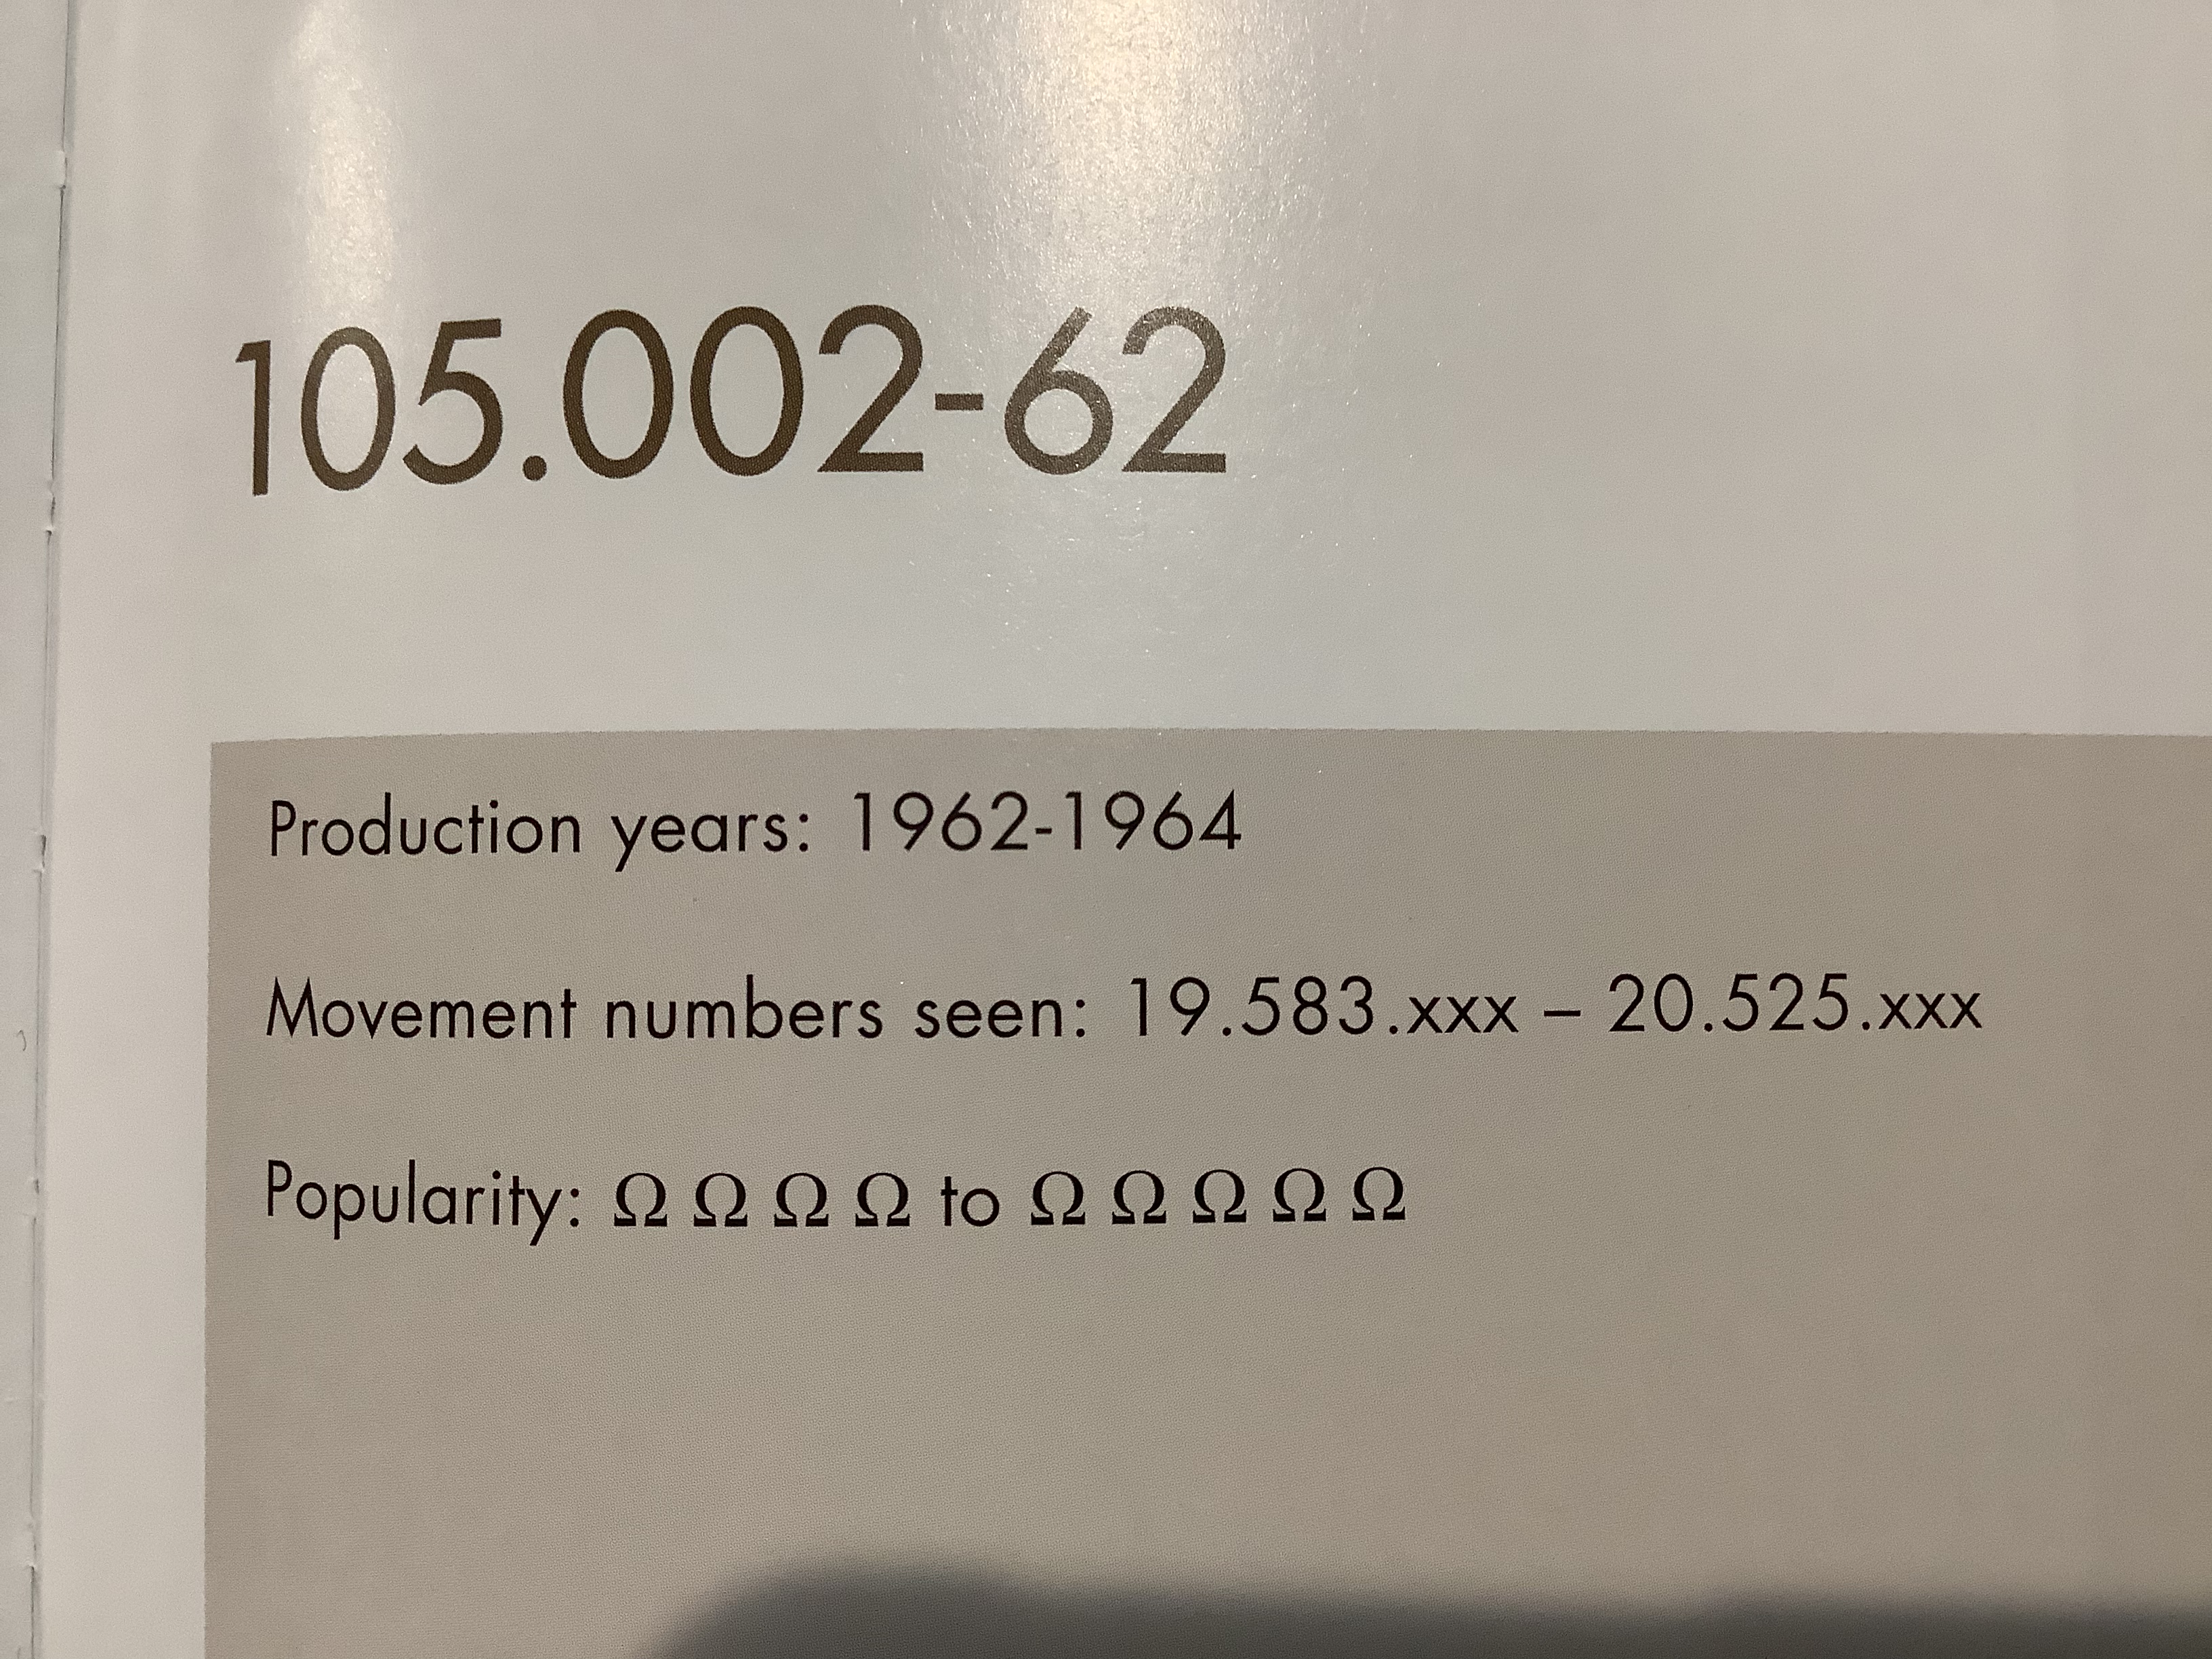 105.002-62
Production years: 1962-1964
Movement numbers seen: 19.583.xxx – 20.525.xxx
Popularity: Ω Ω Ω Ω to Ω Ω Ω Ω Ω